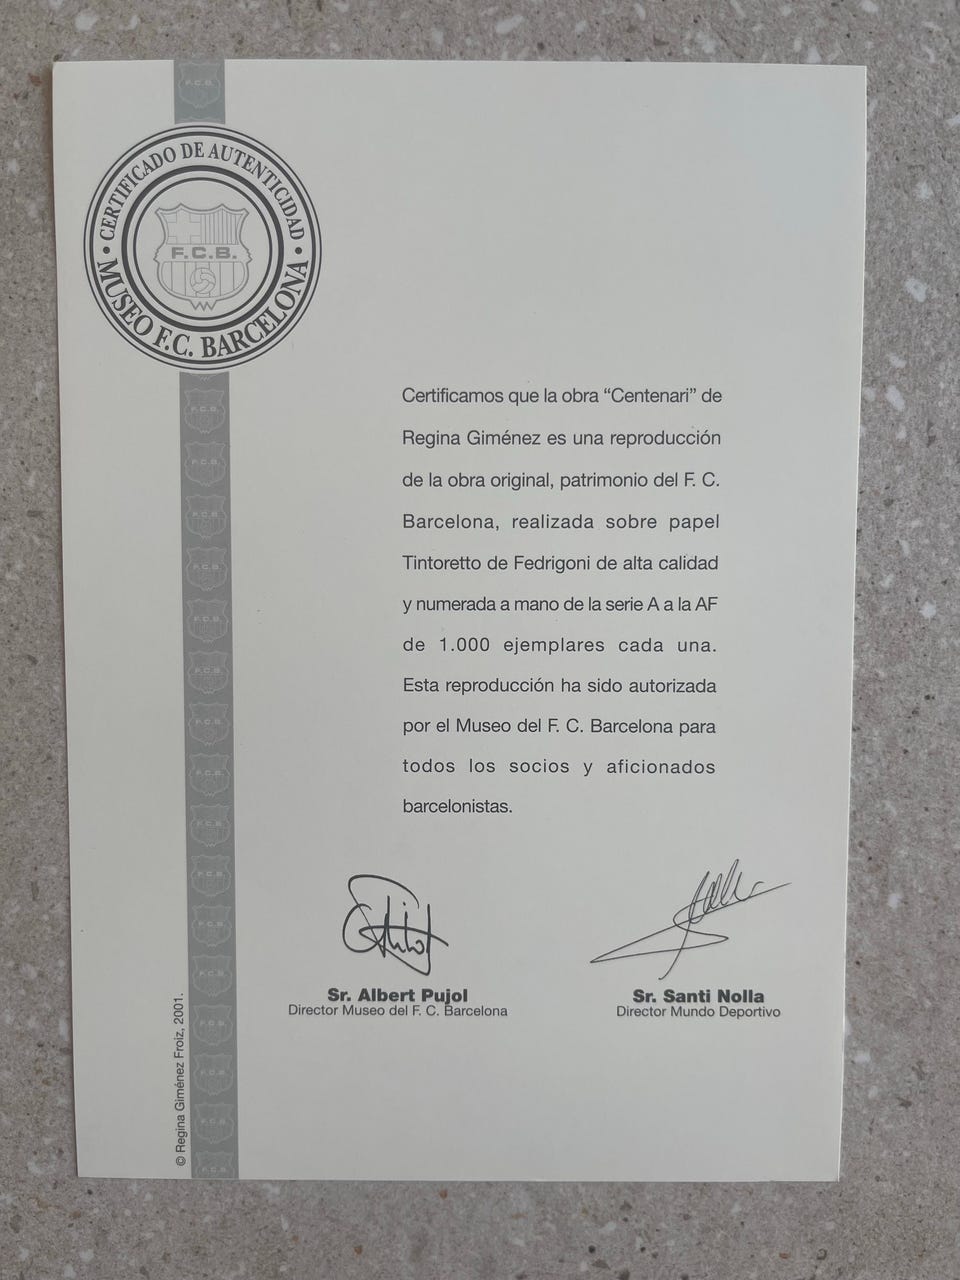 CERTIFICADO DE AUTENTICIDAD
F.C.B.
MUSEO F.C. BARCELONA
Certificamos que la obra “Centenari” de
Regina Giménez es una reproducción
de la obra original, patrimonio del F. C.
Barcelona, realizada sobre papel
Tintoretto de Fedrigoni de alta calidad
y numerada a mano de la serie A a la AF
de 1.000 ejemplares cada una.
Esta reproducción ha sido autorizada
por el Museo del F. C. Barcelona para
todos los socios y aficionados
barcelonistas.
Sr. Albert Pujol
Director Museo del F. C. Barcelona
Sr. Santi Nolla
Director Mundo Deportivo
© Regina Giménez Froiz, 2001.